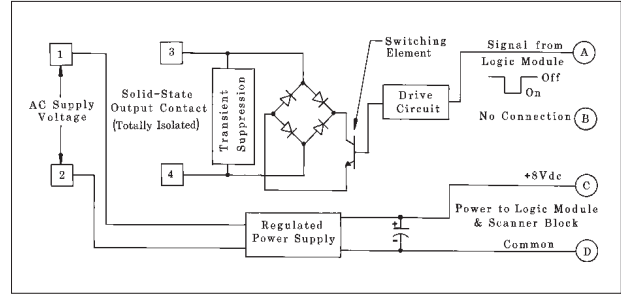 1
3
Switching
Element
Signal from
A
Logic Module
Off
On
AC Supply
Voltage
Solid-State
Output Contact
(Totally Isolated)
Transient
Suppression
Drive
Circuit
No Connection
B
2
4
+8Vdc
C
Regulated
Power Supply
+
-
Power to Logic Module
& Scanner Block
Common
D